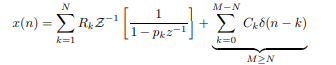 x(n) = \sum_{k=1}^{N} R_k \mathcal{Z}^{-1} \left[ \frac{1}{1 - p_k z^{-1}} \right] + \underbrace{\sum_{k=0}^{M-N} C_k \delta(n-k)}_{M \geq N}